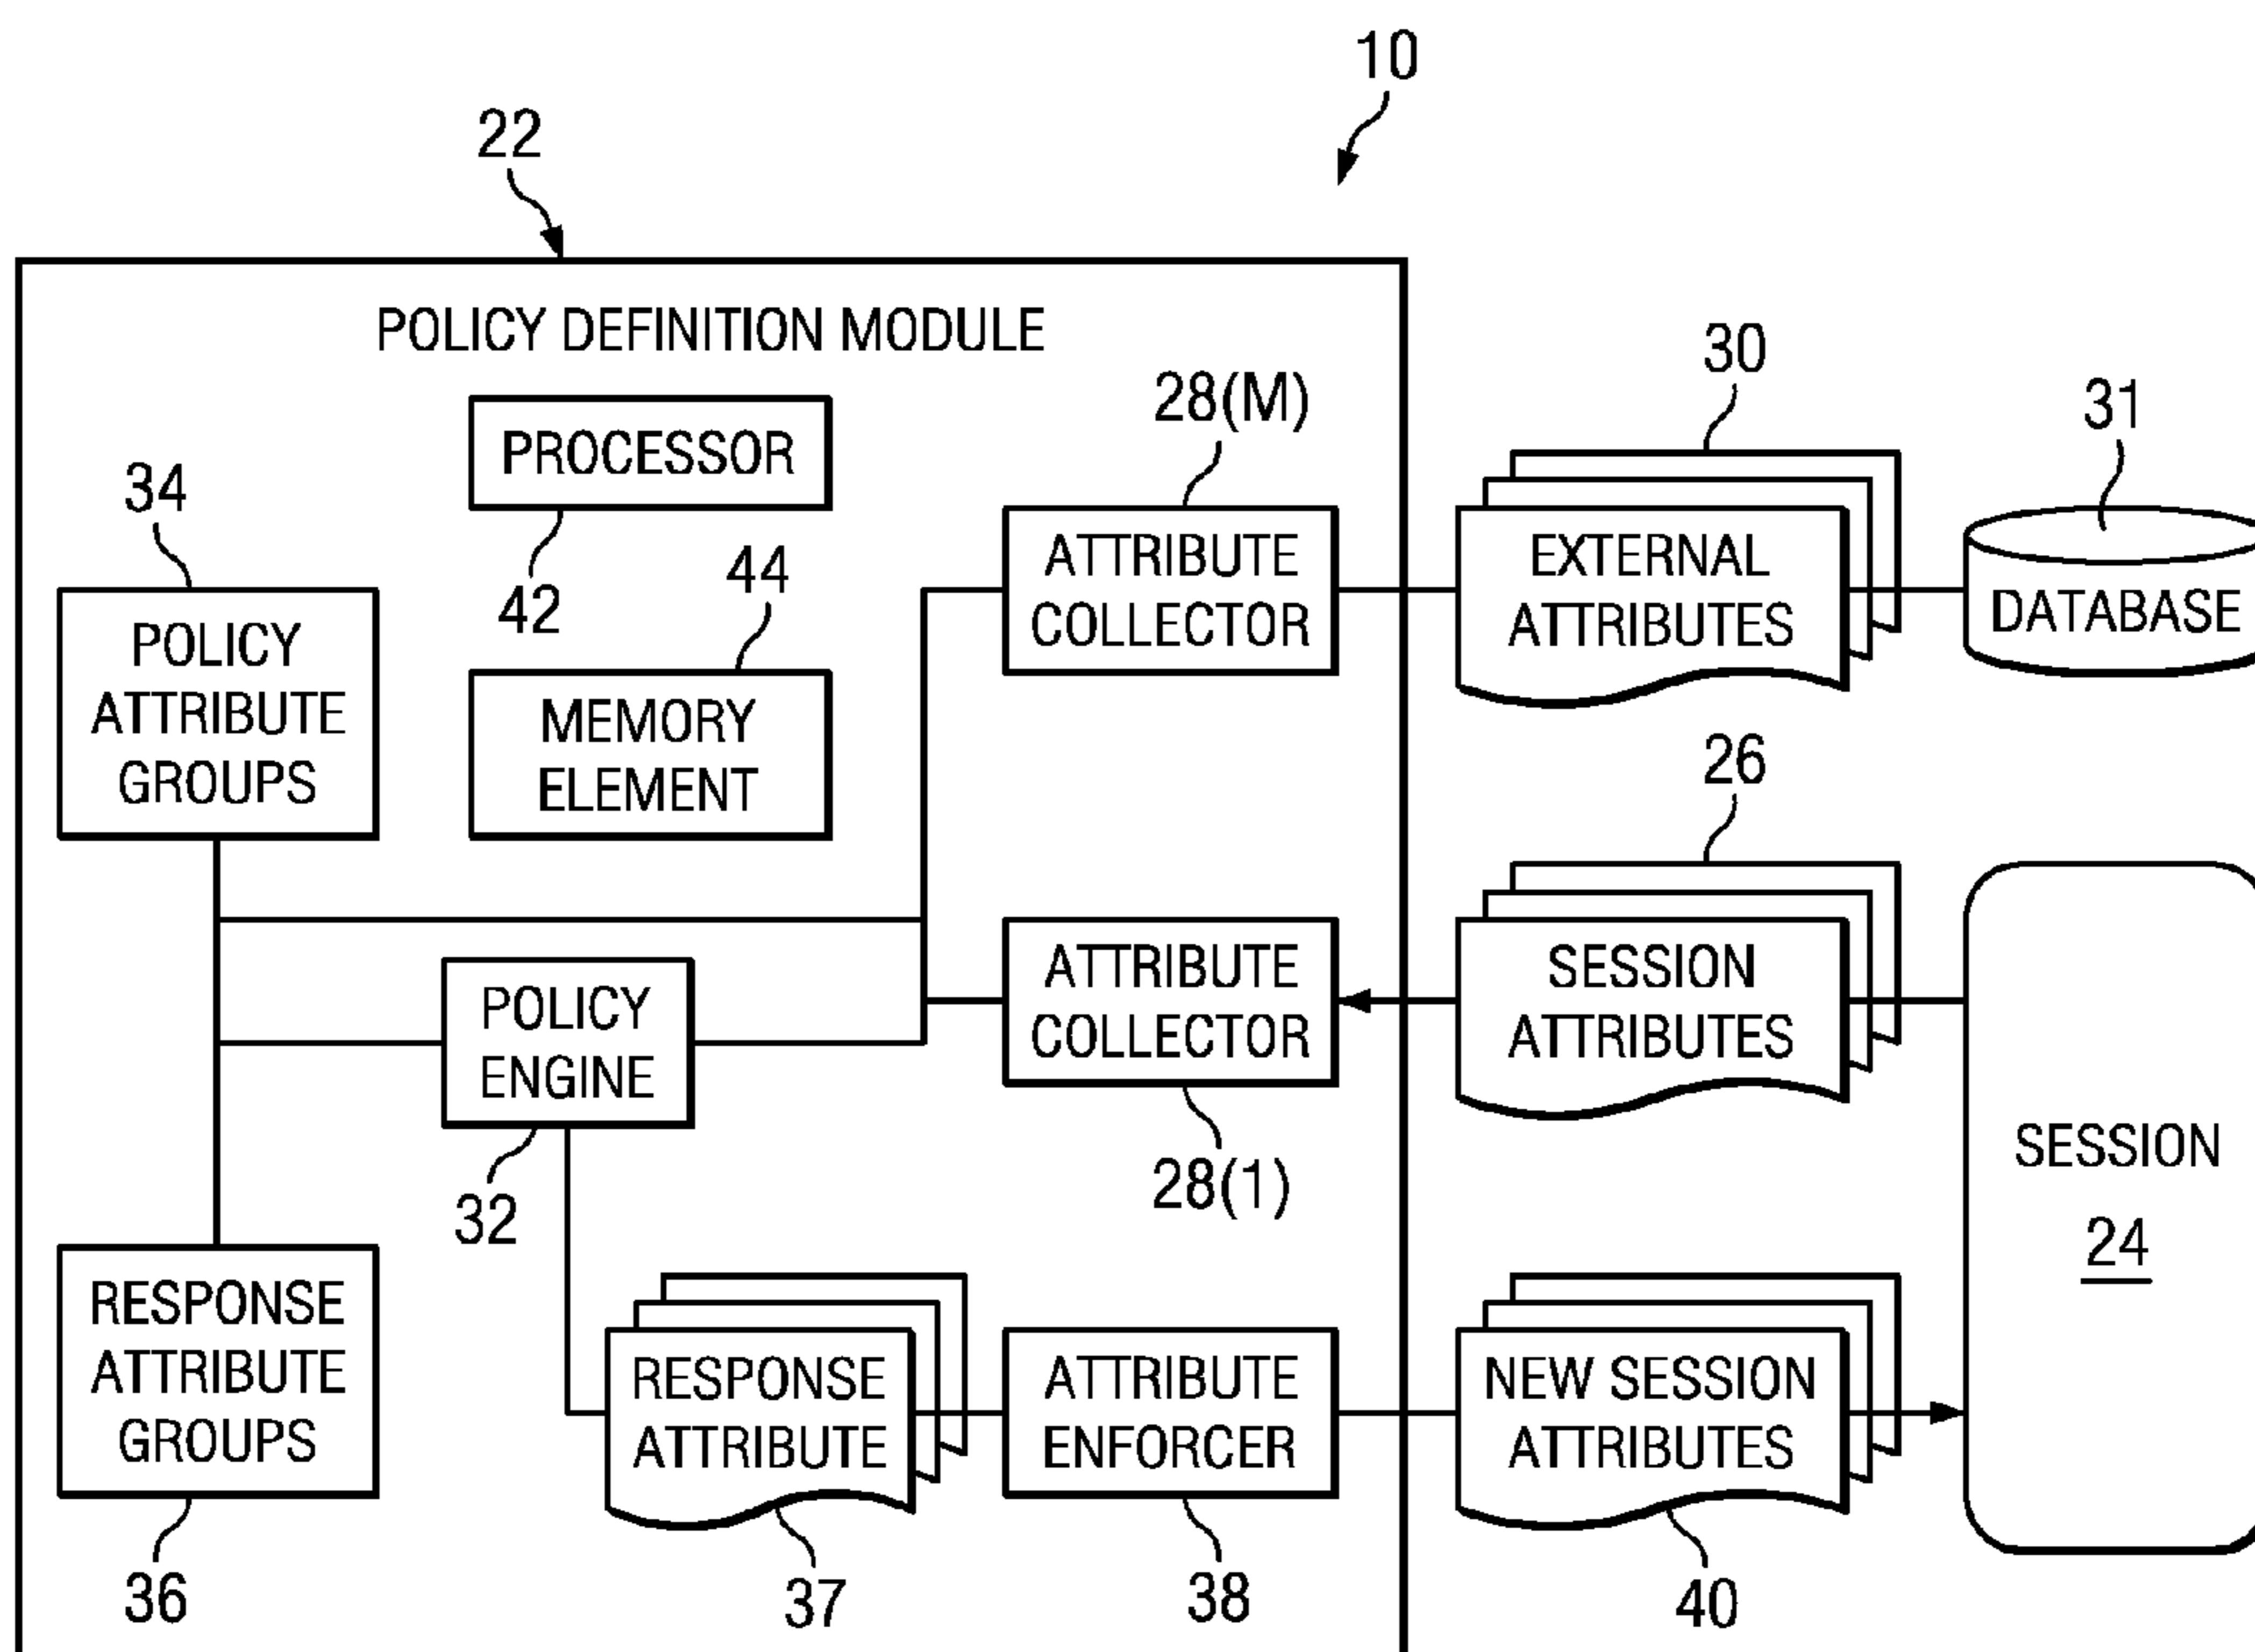 10
22
POLICY DEFINITION MODULE
30
28(M)
31
PROCESSOR
34
42
44
ATTRIBUTE
COLLECTOR
EXTERNAL
ATTRIBUTES
DATABASE
POLICY
ATTRIBUTE
GROUPS
MEMORY
ELEMENT
26
POLICY
ENGINE
ATTRIBUTE
COLLECTOR
SESSION
ATTRIBUTES
32
28(1)
SESSION
24
RESPONSE
ATTRIBUTE
GROUPS
RESPONSE
ATTRIBUTE
ATTRIBUTE
ENFORCER
NEW SESSION
ATTRIBUTES
36
37
38
40